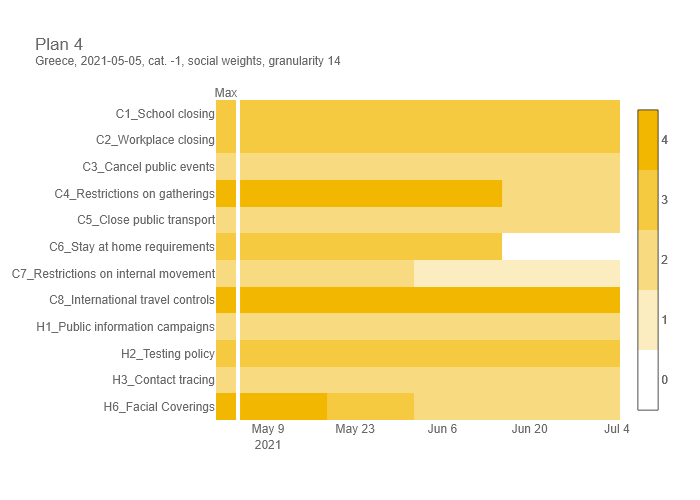 Plan 4
Greece, 2021-05-05, cat. -1, social weights, granularity 14
Max
C1_School closing
C2_Workplace closing
C3_Cancel public events
C4_Restrictions on gatherings
C5_Close public transport
C6_Stay at home requirements
C7_Restrictions on internal movement
C8_International travel controls
H1_Public information campaigns
H2_Testing policy
H3_Contact tracing
H6_Facial Coverings
May 9 May 23 Jun 6 Jun 20 Jul 4
2021
4
3
2
1
0